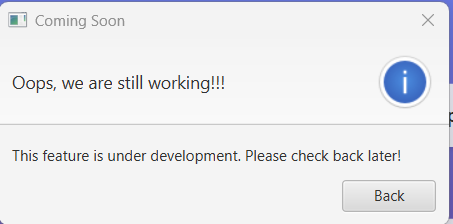 Coming Soon
Oops, we are still working!!!
This feature is under development. Please check back later!
Back